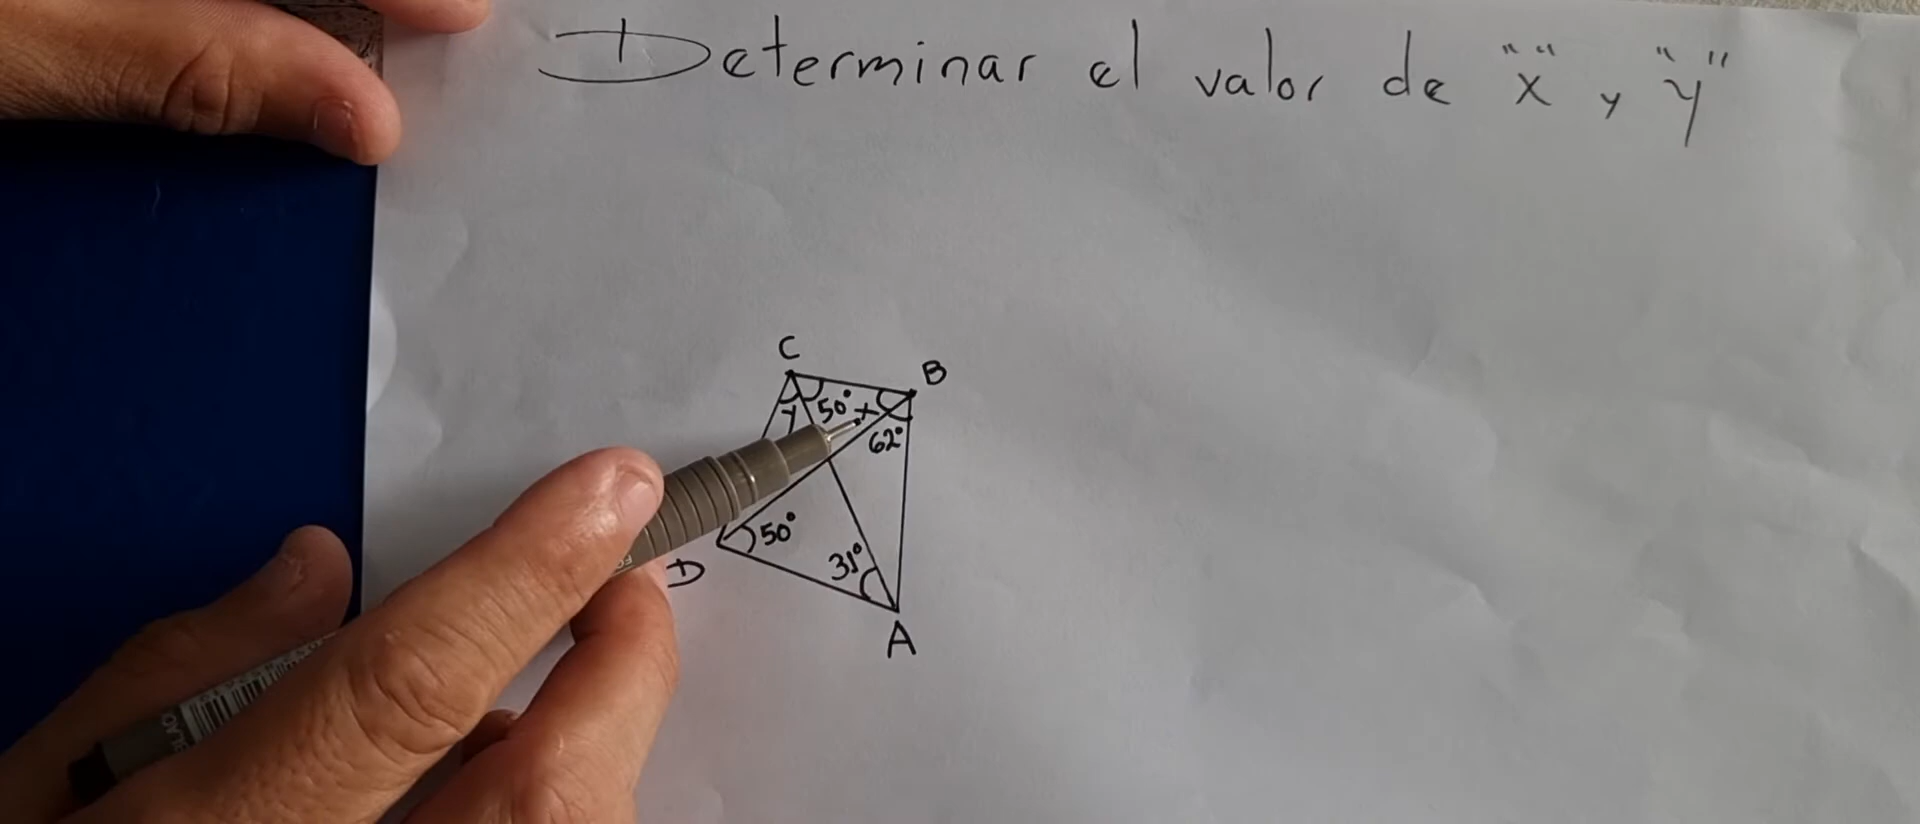 Determinar el valor de "x" y "y"
C
B
y 50° x
62°
50°
31°
D
A